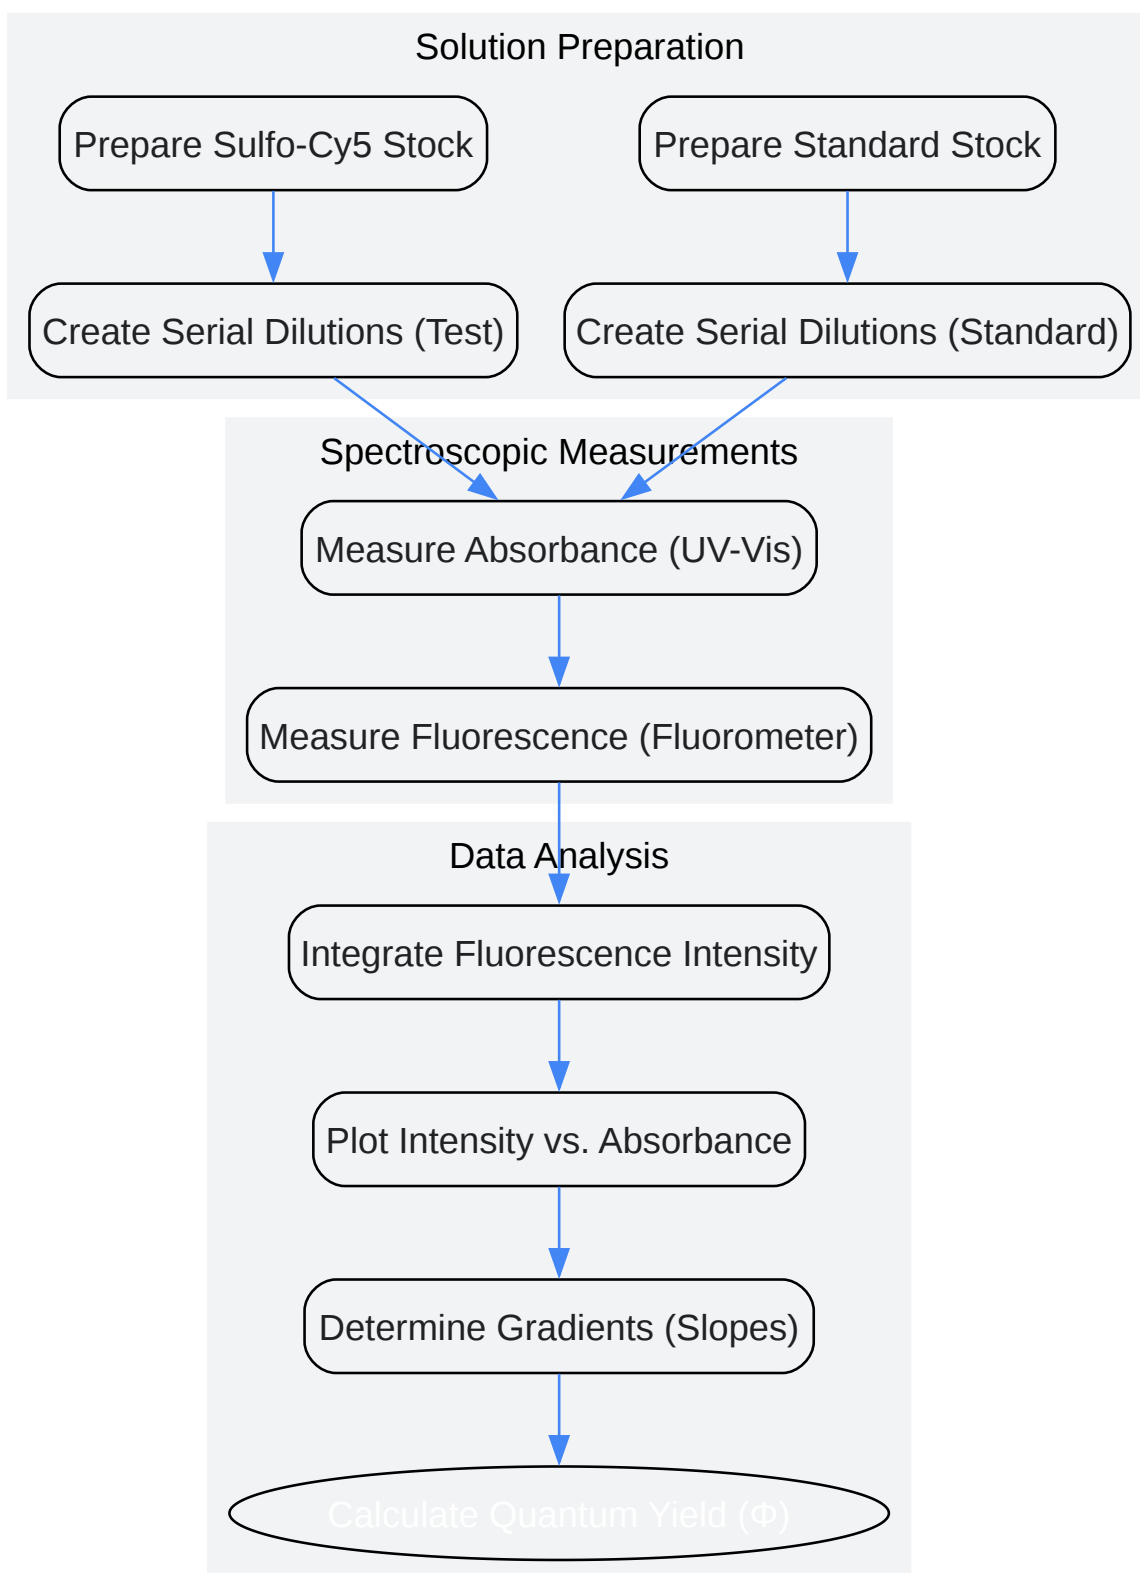 Solution Preparation
Prepare Sulfo-Cy5 Stock
Prepare Standard Stock
Create Serial Dilutions (Test)
Create Serial Dilutions (Standard)
Spectroscopic Measurements
Measure Absorbance (UV-Vis)
Measure Fluorescence (Fluorometer)
Data Analysis
Integrate Fluorescence Intensity
Plot Intensity vs. Absorbance
Determine Gradients (Slopes)
Calculate Quantum Yield (Φ)